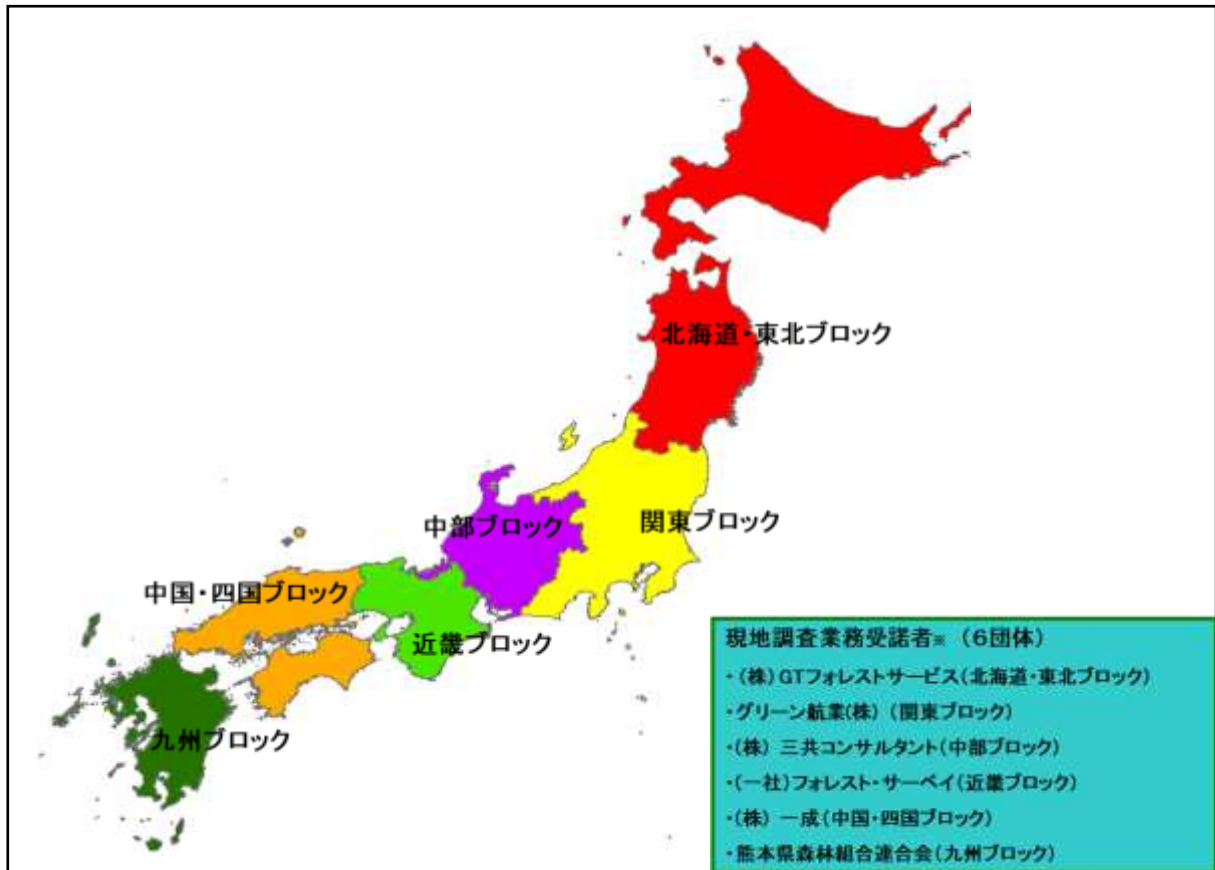 北海道・東北ブロック
中部ブロック
関東ブロック
中国・四国ブロック
近畿ブロック
九州ブロック
現地調査業務受託者※ （6団体）
・（株）GTフォレストサービス（北海道・東北ブロック）
・グリーン航業（株）（関東ブロック）
・（株）三共コンサルタント（中部ブロック）
・（一社）フォレスト・サーベイ（近畿ブロック）
・（株）一成（中国・四国ブロック）
・熊本県森林組合連合会（九州ブロック）